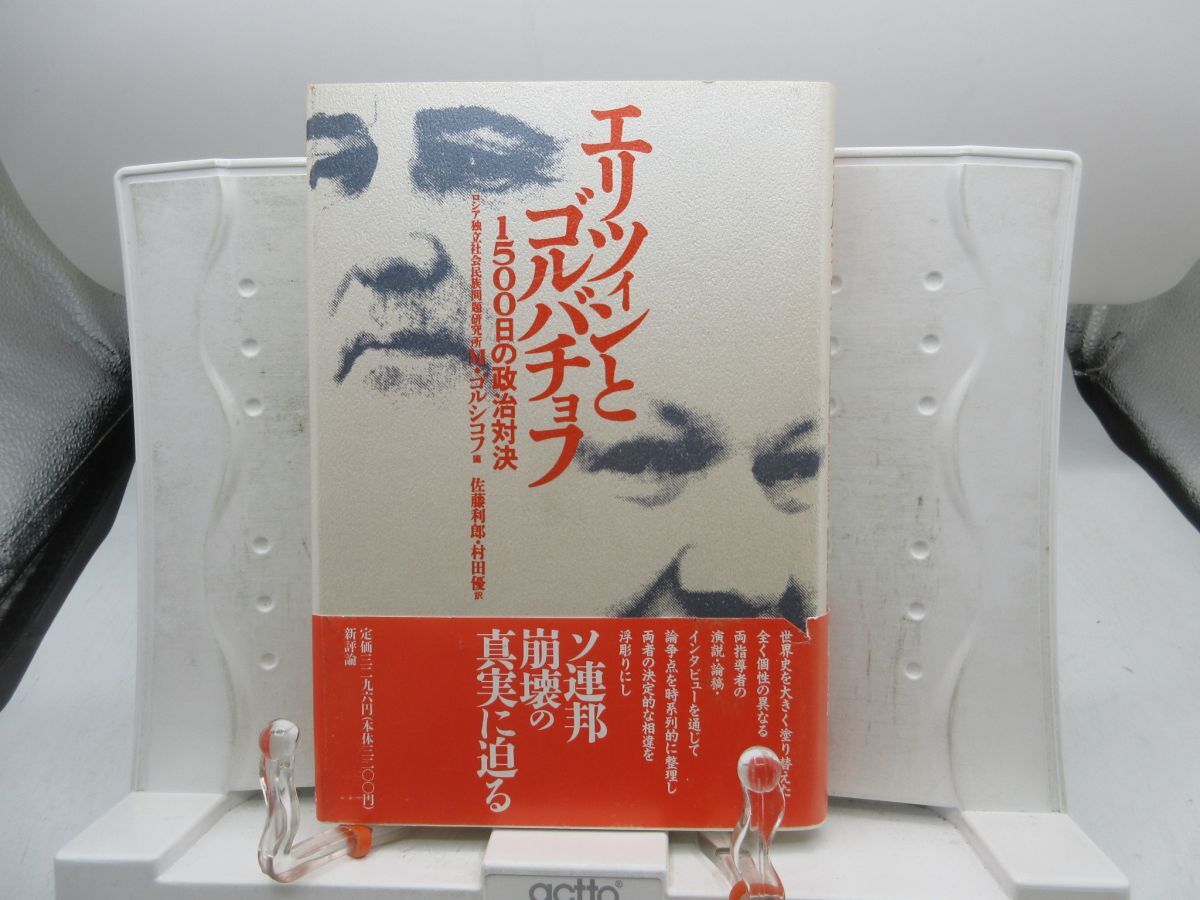 エリツィンと
ゴルバチョフ
1500日の政治対決
ロシア独立社会民族問題研究所
M・ゴルシコフ 編
佐藤利郎・村田優 訳
世界史を大きく塗り替えた
全く個性の異なる
両指導者の
演説・論稿・
インタビューを通じて
論争点を時系列的に整理し
両者の決定的な相違を
浮彫りにし
ソ連邦
崩壊の
真実に迫る
定価三二九六円(本体三二〇〇円)
新評論
actto®